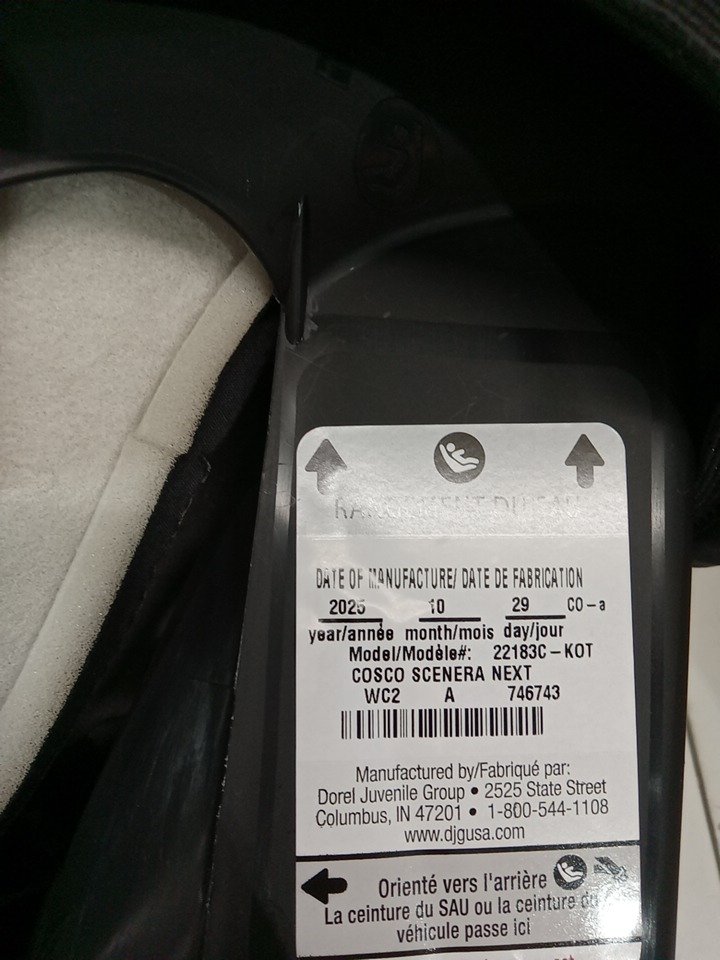 RANGEMENT DU SAU
DATE OF MANUFACTURE/ DATE DE FABRICATION
2025 10 29 CO-a
year/année month/mois day/jour
Model/Modèle#: 22183C-KOT
COSCO SCENERA NEXT
WC2 A 746743
Manufactured by/Fabriqué par:
Dorel Juvenile Group • 2525 State Street
Columbus, IN 47201 • 1-800-544-1108
www.djgusa.com
Orienté vers l'arrière
La ceinture du SAU ou la ceinture du
véhicule passe ici